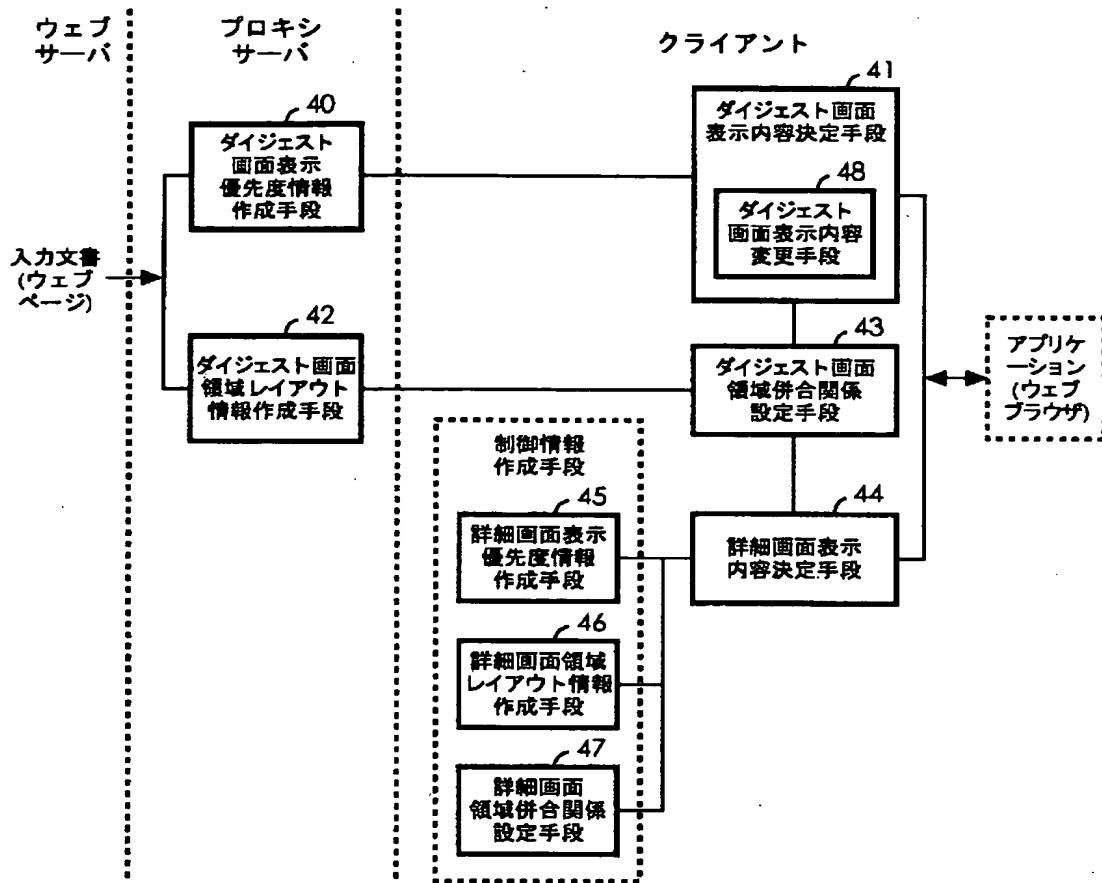 ウェブ
サーバ
プロキシ
サーバ
クライアント
40
ダイジェスト
画面表示
優先度情報
作成手段
41
ダイジェスト画面
表示内容決定手段
48
ダイジェスト
画面表示内容
変更手段
入力文書
(ウェブ
ページ)
42
ダイジェスト画面
領域レイアウト
情報作成手段
43
ダイジェスト画面
領域併合関係
設定手段
アプリケ
ーション
(ウェブ
ブラウザ)
制御情報
作成手段
45
詳細画面表示
優先度情報
作成手段
44
詳細画面表示
内容決定手段
46
詳細画面領域
レイアウト情報
作成手段
47
詳細画面
領域併合関係
設定手段